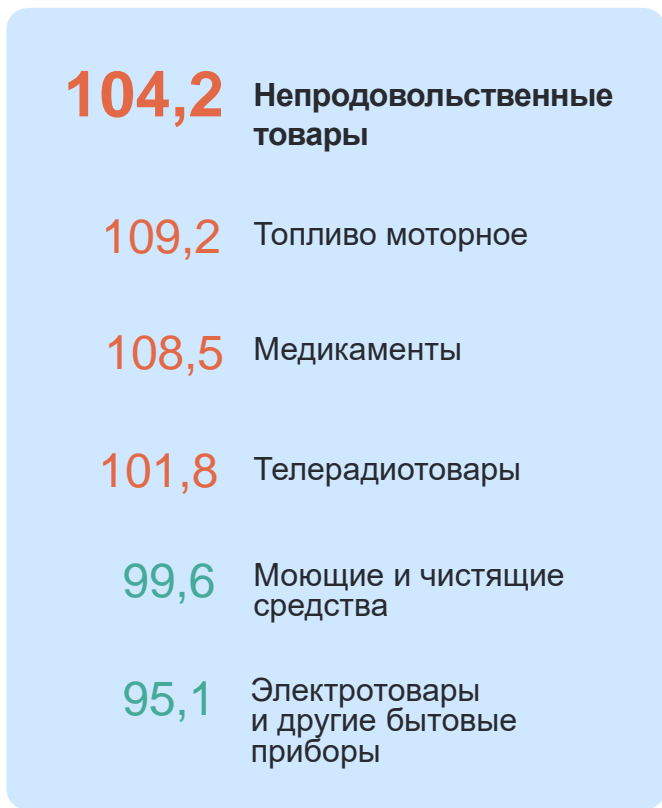 104,2 Непродовольственные
товары
109,2 Топливо моторное
108,5 Медикаменты
101,8 Телерадиотовары
99,6 Моющие и чистящие
средства
95,1 Электротовары
и другие бытовые
приборы